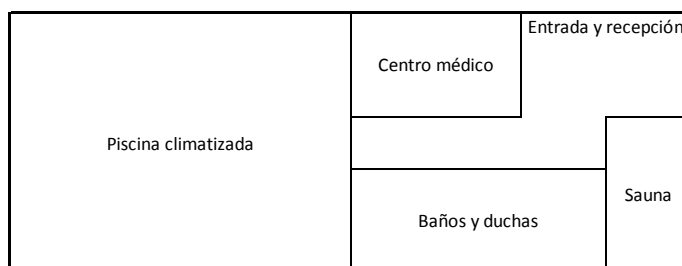 Entrada y recepción
Centro médico
Piscina climatizada
Sauna
Baños y duchas